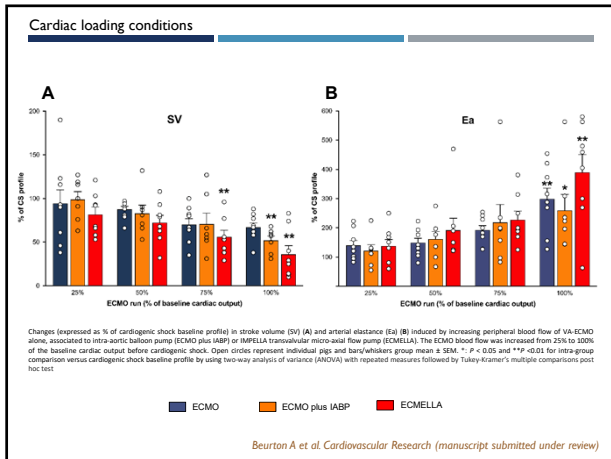 Cardiac loading conditions
A
SV
% of CS profile
200
150
100
50
0
**
**
**
25%
50%
75%
100%
ECMO run (% of baseline cardiac output)
B
Ea
% of CS profile
600
500
400
300
200
100
0
**
*
**
25%
50%
75%
100%
ECMO run (% of baseline cardiac output)
Changes (expressed as % of cardiogenic shock baseline profile) in stroke volume (SV) (A) and arterial elastance (Ea) (B) induced by increasing peripheral blood flow of VA-ECMO
alone, associated to intra-aortic balloon pump (ECMO plus IABP) or IMPELLA transvalvular micro-axial flow pump (ECMELLA). The ECMO blood flow was increased from 25% to 100%
of the baseline cardiac output before cardiogenic shock. Open circles represent individual pigs and bars/whiskers group mean ± SEM. *: P < 0.05 and **P <0.01 for intra-group
comparison versus cardiogenic shock baseline profile by using two-way analysis of variance (ANOVA) with repeated measures followed by Tukey-Kramer's multiple comparisons post
hoc test
ECMO
ECMO plus IABP
ECMELLA
Beurton A et al. Cardiovascular Research (manuscript submitted under review)